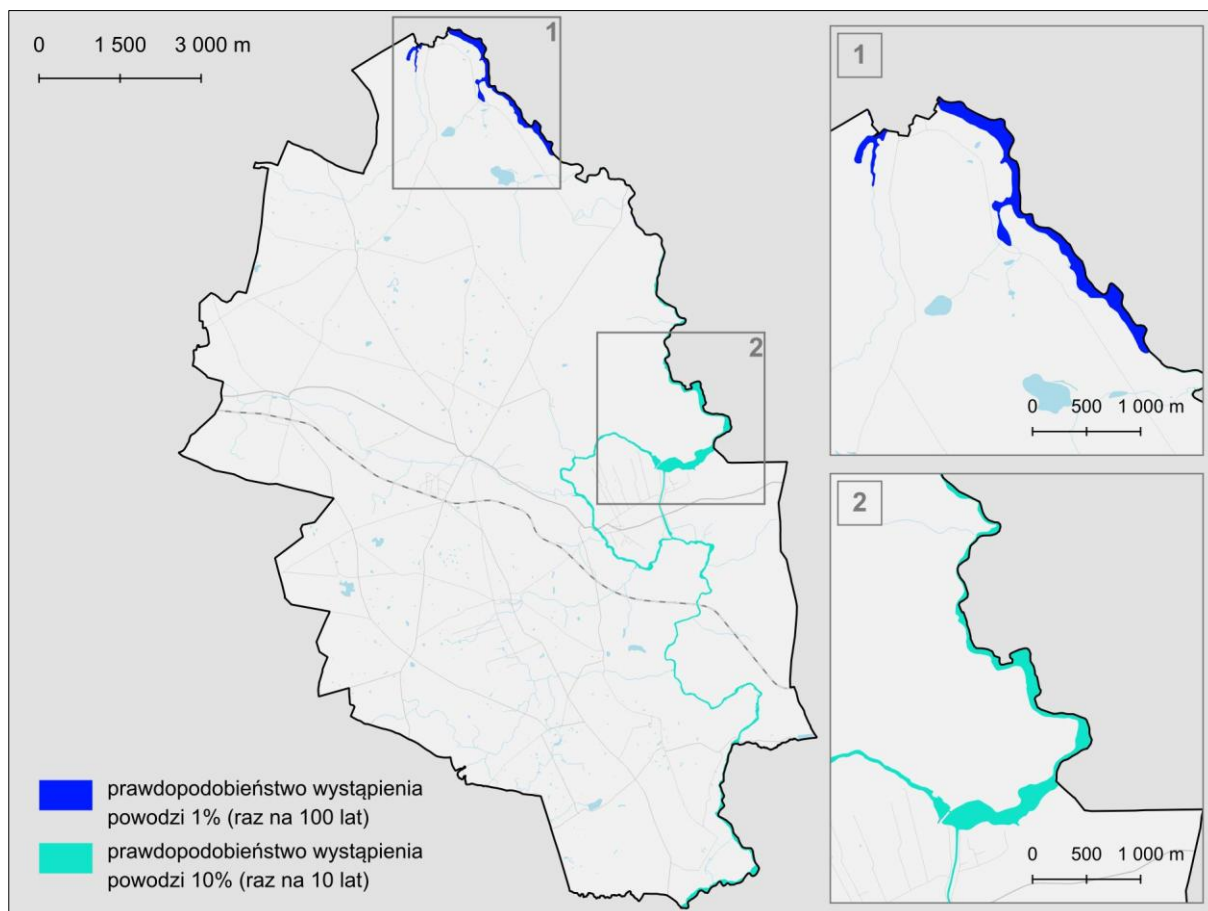 0 1 500 3 000 m
1
2
prawdopodobieństwo wystąpienia
powodzi 1% (raz na 100 lat)
prawdopodobieństwo wystąpienia
powodzi 10% (raz na 10 lat)
1
0 500 1 000 m
2
0 500 1 000 m